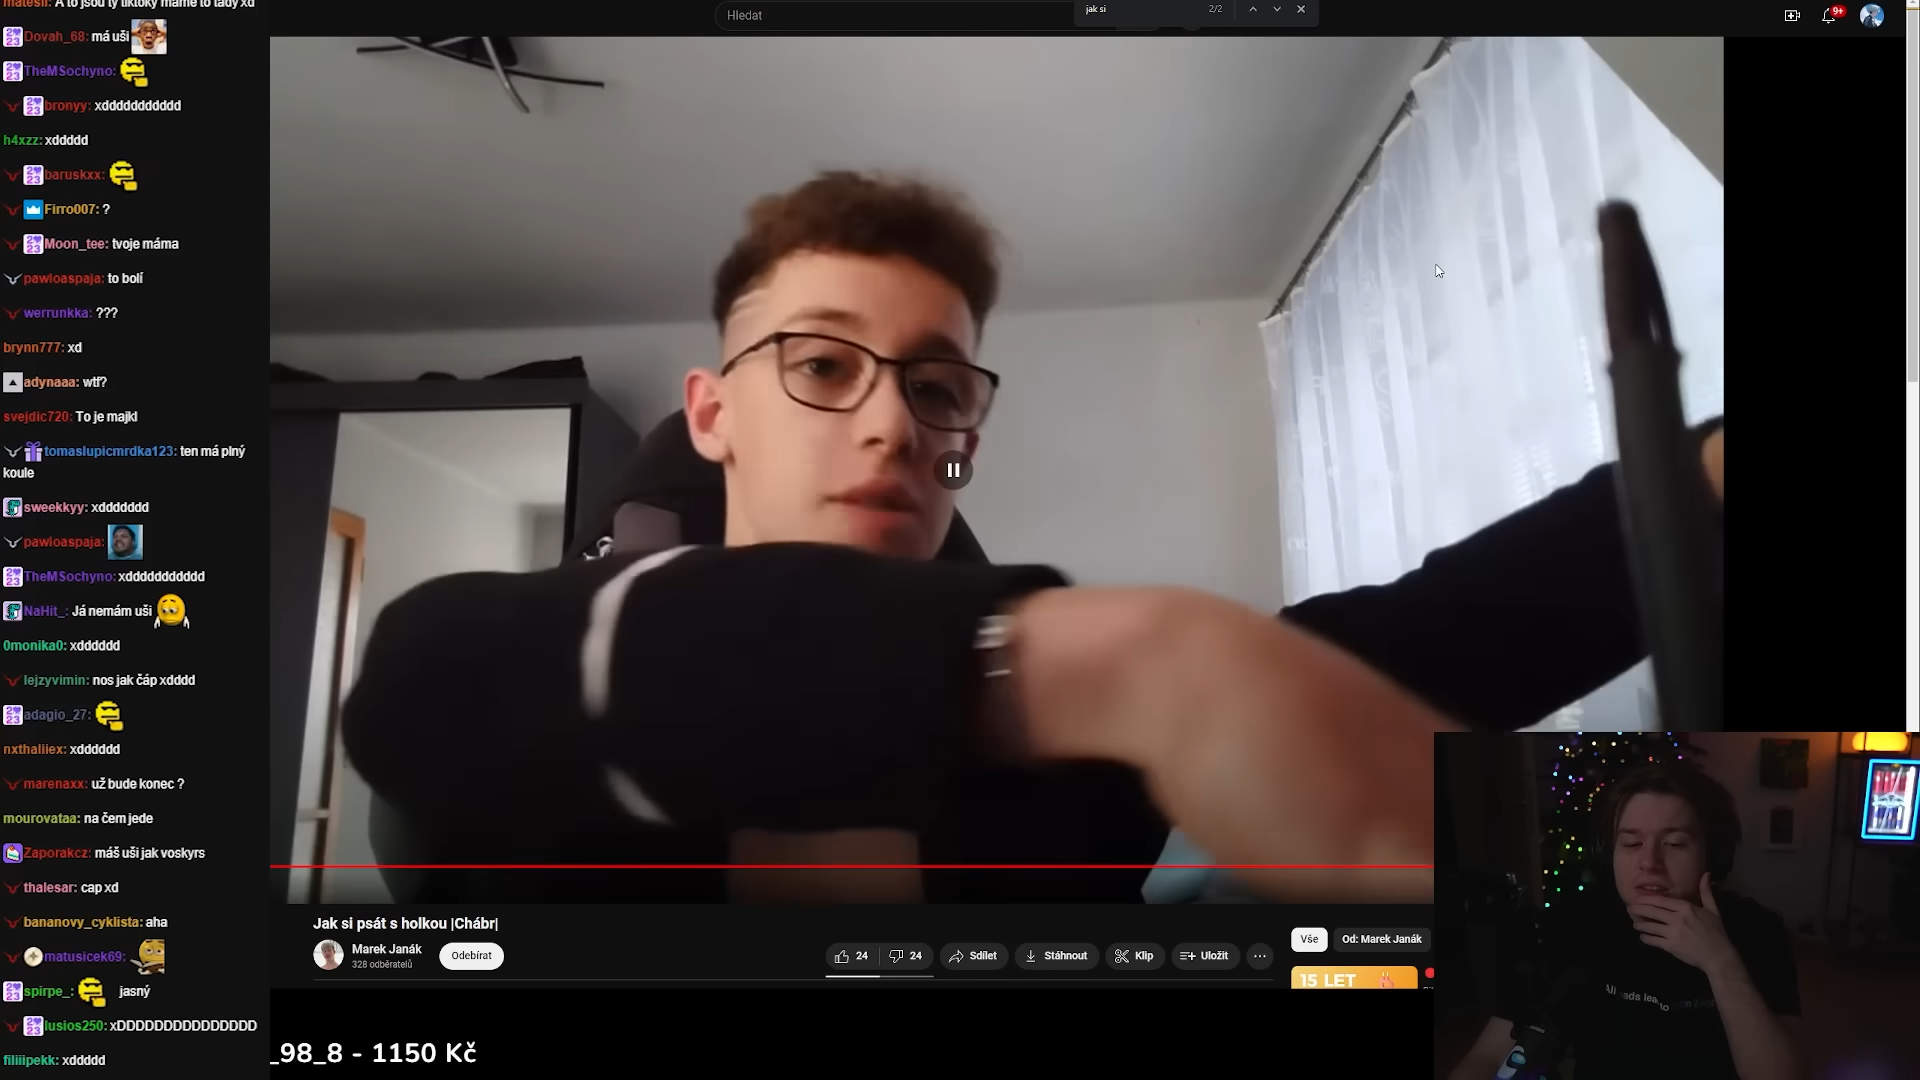 matesii: A to jsou ty tiktoky máme to tady xd
Dovah_68: má uši
TheMSochyno:
bronyy: xddddddddddd
h4xzz: xddddd
baruskxx:
Firro007: ?
Moon_tee: tvoje máma
pawloaspaja: to bolí
werrunkka: ???
brynn777: xd
adynaaa: wtf?
svejdic720: To je majkl
tomaslupicmrdka123: ten má plný
koule
sweekkyy: xddddddd
pawloaspaja:
TheMSochyno: xddddddddddd
NaHit_: Já nemám uši
0monika0: xdddddd
lejzyvimin: nos jak čáp xdddd
adagio_27:
nxthaliiex: xdddddd
marenaxx: už bude konec ?
mourovataa: na čem jede
Zaporakcz: máš uši jak voskyrs
thalesar: cap xd
bananovy_cyklista: aha
matusicek69:
spirpe_: jasný
lusios250: xDDDDDDDDDDDDDDD
filiiipekk: xddddd
Hledat
jak si
2/2
9+
Jak si psát s holkou |Chábr|
Marek Janák
328 odběratelů
Odebírat
24
24
Sdílet
Stáhnout
Klip
Uložit
Vše
Od: Marek Janák
15 LET
_98_8 - 1150 Kč